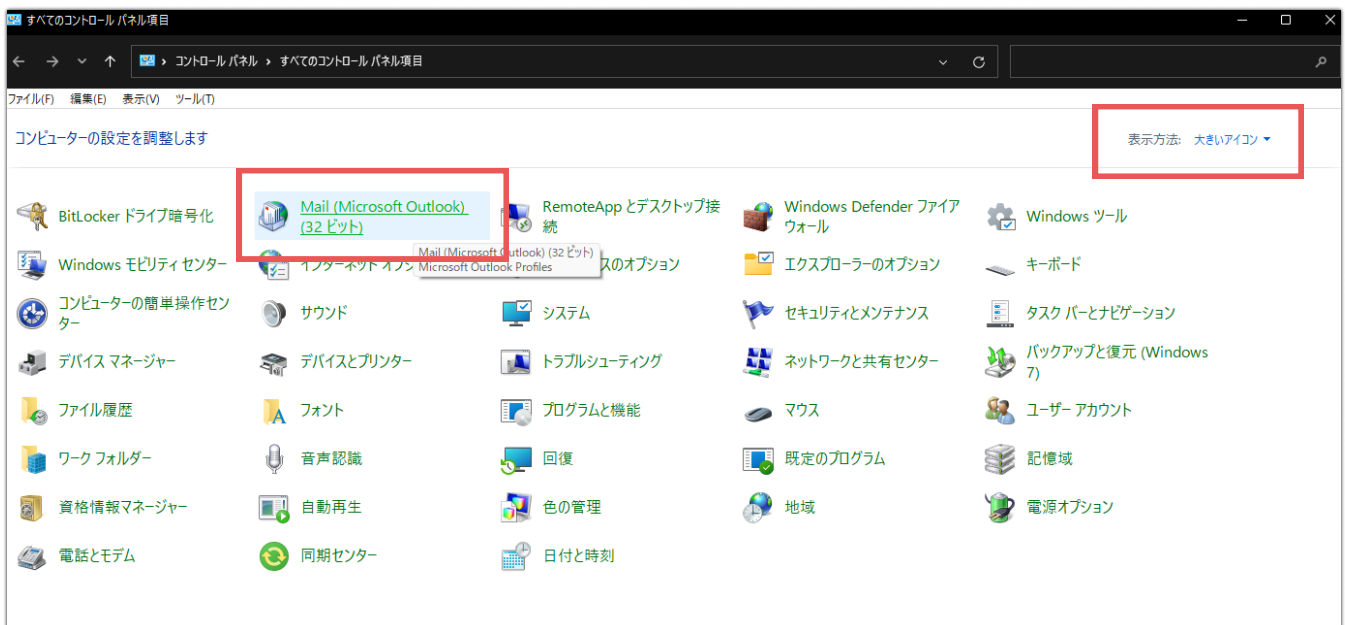 すべてのコントロール パネル項目
コントロール パネル › すべてのコントロール パネル項目
ファイル(F) 編集(E) 表示(V) ツール(T)
コンピューターの設定を調整します
表示方法: 大きいアイコン
BitLocker ドライブ暗号化
Mail (Microsoft Outlook)
(32 ビット)
RemoteApp とデスクトップ接
続
Windows Defender ファイア
ウォール
Windows ツール
Mail (Microsoft Outlook) (32 ビット)
Microsoft Outlook Profiles
Windows モビリティ センター
インターネット オプシ
スのオプション
エクスプローラーのオプション
キーボード
コンピューターの簡単操作セン
ター
サウンド
システム
セキュリティとメンテナンス
タスク バーとナビゲーション
デバイス マネージャー
デバイスとプリンター
トラブルシューティング
ネットワークと共有センター
バックアップと復元 (Windows
7)
ファイル履歴
フォント
プログラムと機能
マウス
ユーザー アカウント
ワーク フォルダー
音声認識
回復
既定のプログラム
記憶域
資格情報マネージャー
自動再生
色の管理
地域
電源オプション
電話とモデム
同期センター
日付と時刻